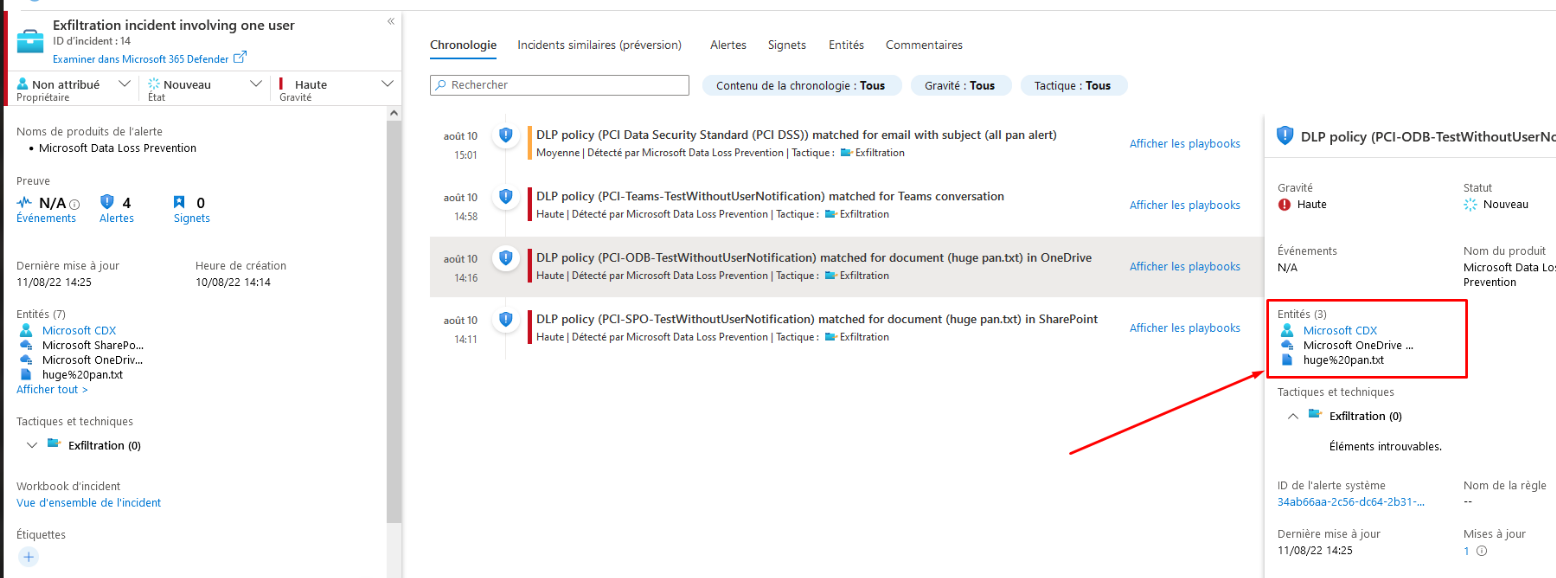 Exfiltration incident involving one user
ID d'incident : 14
Examiner dans Microsoft 365 Defender
Non attribué
Propriétaire
Nouveau
État
Haute
Gravité
Noms de produits de l'alerte
• Microsoft Data Loss Prevention
Preuve
N/A
Événements
4
Alertes
0
Signets
Dernière mise à jour
11/08/22 14:25
Heure de création
10/08/22 14:14
Entités (7)
Microsoft CDX
Microsoft SharePo...
Microsoft OneDriv...
huge%20pan.txt
Afficher tout >
Tactiques et techniques
Exfiltration (0)
Workbook d'incident
Vue d'ensemble de l'incident
Étiquettes
Chronologie
Incidents similaires (préversion)
Alertes
Signets
Entités
Commentaires
Rechercher
Contenu de la chronologie : Tous
Gravité : Tous
Tactique : Tous
août 10
15:01
DLP policy (PCI Data Security Standard (PCI DSS)) matched for email with subject (all pan alert)
Moyenne | Détecté par Microsoft Data Loss Prevention | Tactique : Exfiltration
Afficher les playbooks
août 10
14:58
DLP policy (PCI-Teams-TestWithoutUserNotification) matched for Teams conversation
Haute | Détecté par Microsoft Data Loss Prevention | Tactique : Exfiltration
Afficher les playbooks
août 10
14:16
DLP policy (PCI-ODB-TestWithoutUserNotification) matched for document (huge pan.txt) in OneDrive
Haute | Détecté par Microsoft Data Loss Prevention | Tactique : Exfiltration
Afficher les playbooks
août 10
14:11
DLP policy (PCI-SPO-TestWithoutUserNotification) matched for document (huge pan.txt) in SharePoint
Haute | Détecté par Microsoft Data Loss Prevention | Tactique : Exfiltration
Afficher les playbooks
DLP policy (PCI-ODB-TestWithoutUserNo
Gravité
Haute
Statut
Nouveau
Événements
N/A
Nom du produit
Microsoft Data Los
Prevention
Entités (3)
Microsoft CDX
Microsoft OneDrive ...
huge%20pan.txt
Tactiques et techniques
Exfiltration (0)
Éléments introuvables.
ID de l'alerte système
34ab66aa-2c56-dc64-2b31-...
Nom de la règle
--
Dernière mise à jour
11/08/22 14:25
Mises à jour
1